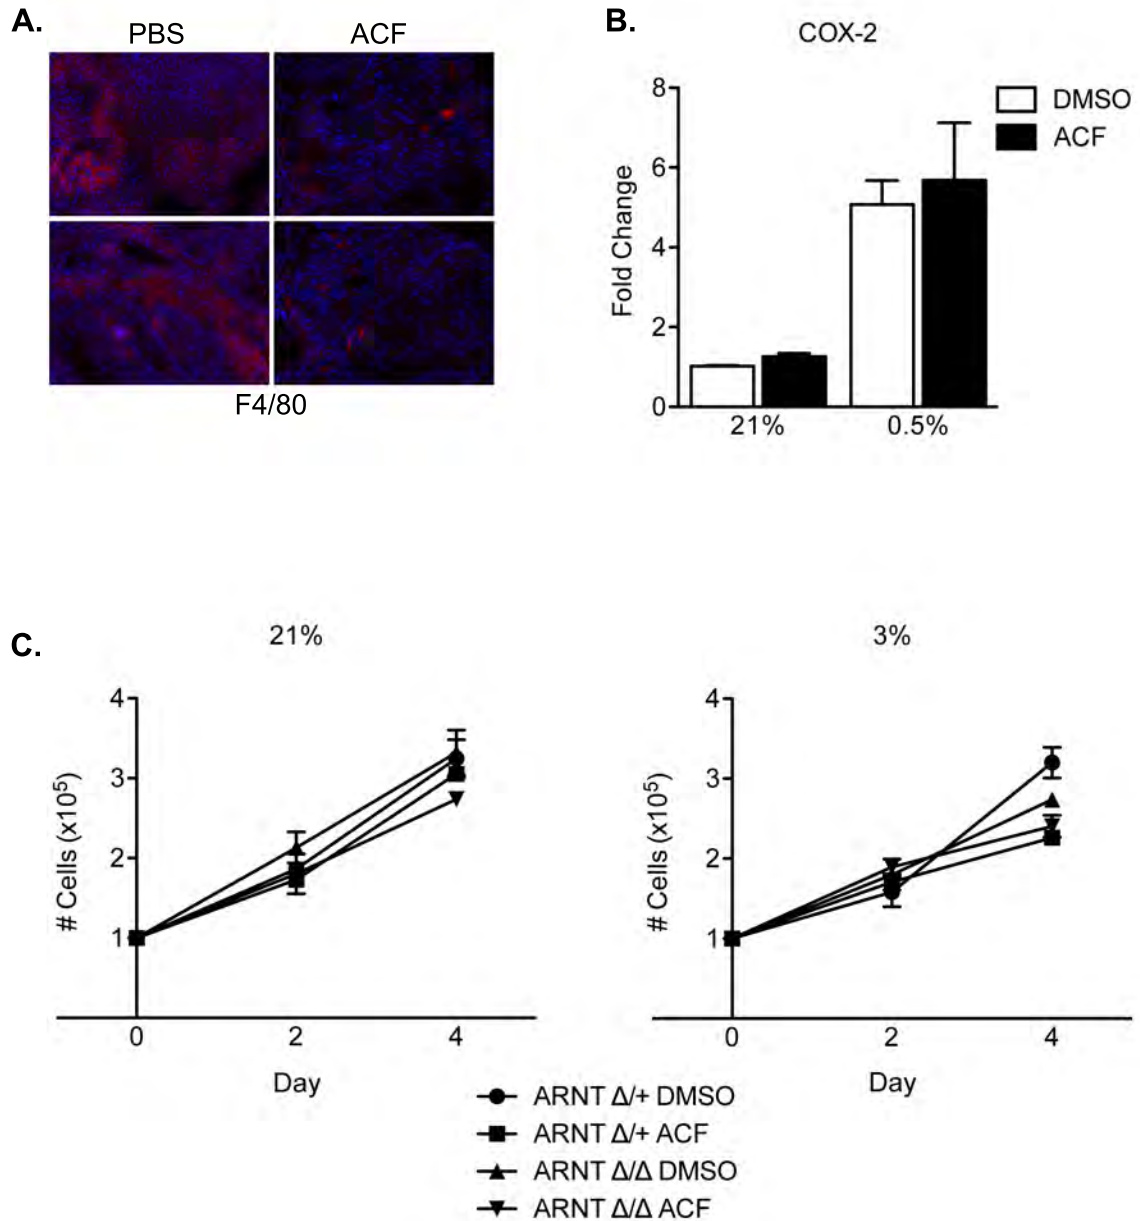 A.
PBS ACF
F4/80
B.
COX-2
8
6
4
2
0
Fold Change
21% 0.5%
DMSO
ACF
C.
21%
4
3
2
1
# Cells (x10⁵)
0 2 4
Day
3%
4
3
2
1
# Cells (x10⁵)
0 2 4
Day
ARNT Δ/+ DMSO
ARNT Δ/+ ACF
ARNT Δ/Δ DMSO
ARNT Δ/Δ ACF